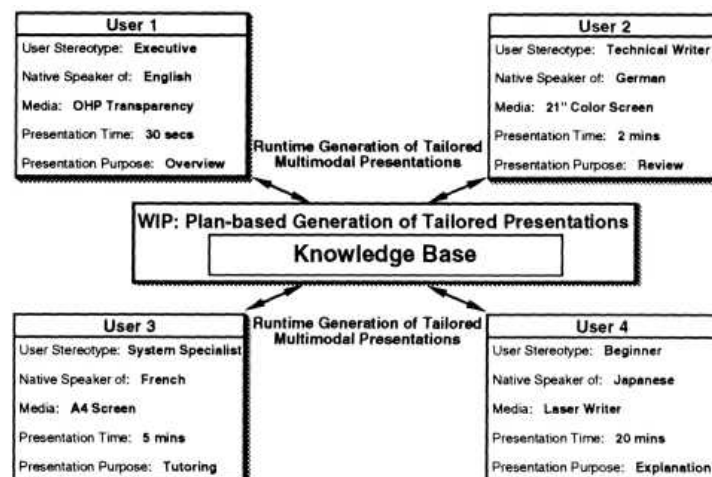 User 1
User Stereotype: Executive
Native Speaker of: English
Media: OHP Transparency
Presentation Time: 30 secs
Presentation Purpose: Overview
User 2
User Stereotype: Technical Writer
Native Speaker of: German
Media: 21" Color Screen
Presentation Time: 2 mins
Presentation Purpose: Review
Runtime Generation of Tailored
Multimodal Presentations
WIP: Plan-based Generation of Tailored Presentations
Knowledge Base
Runtime Generation of Tailored
Multimodal Presentations
User 3
User Stereotype: System Specialist
Native Speaker of: French
Media: A4 Screen
Presentation Time: 5 mins
Presentation Purpose: Tutoring
User 4
User Stereotype: Beginner
Native Speaker of: Japanese
Media: Laser Writer
Presentation Time: 20 mins
Presentation Purpose: Explanation